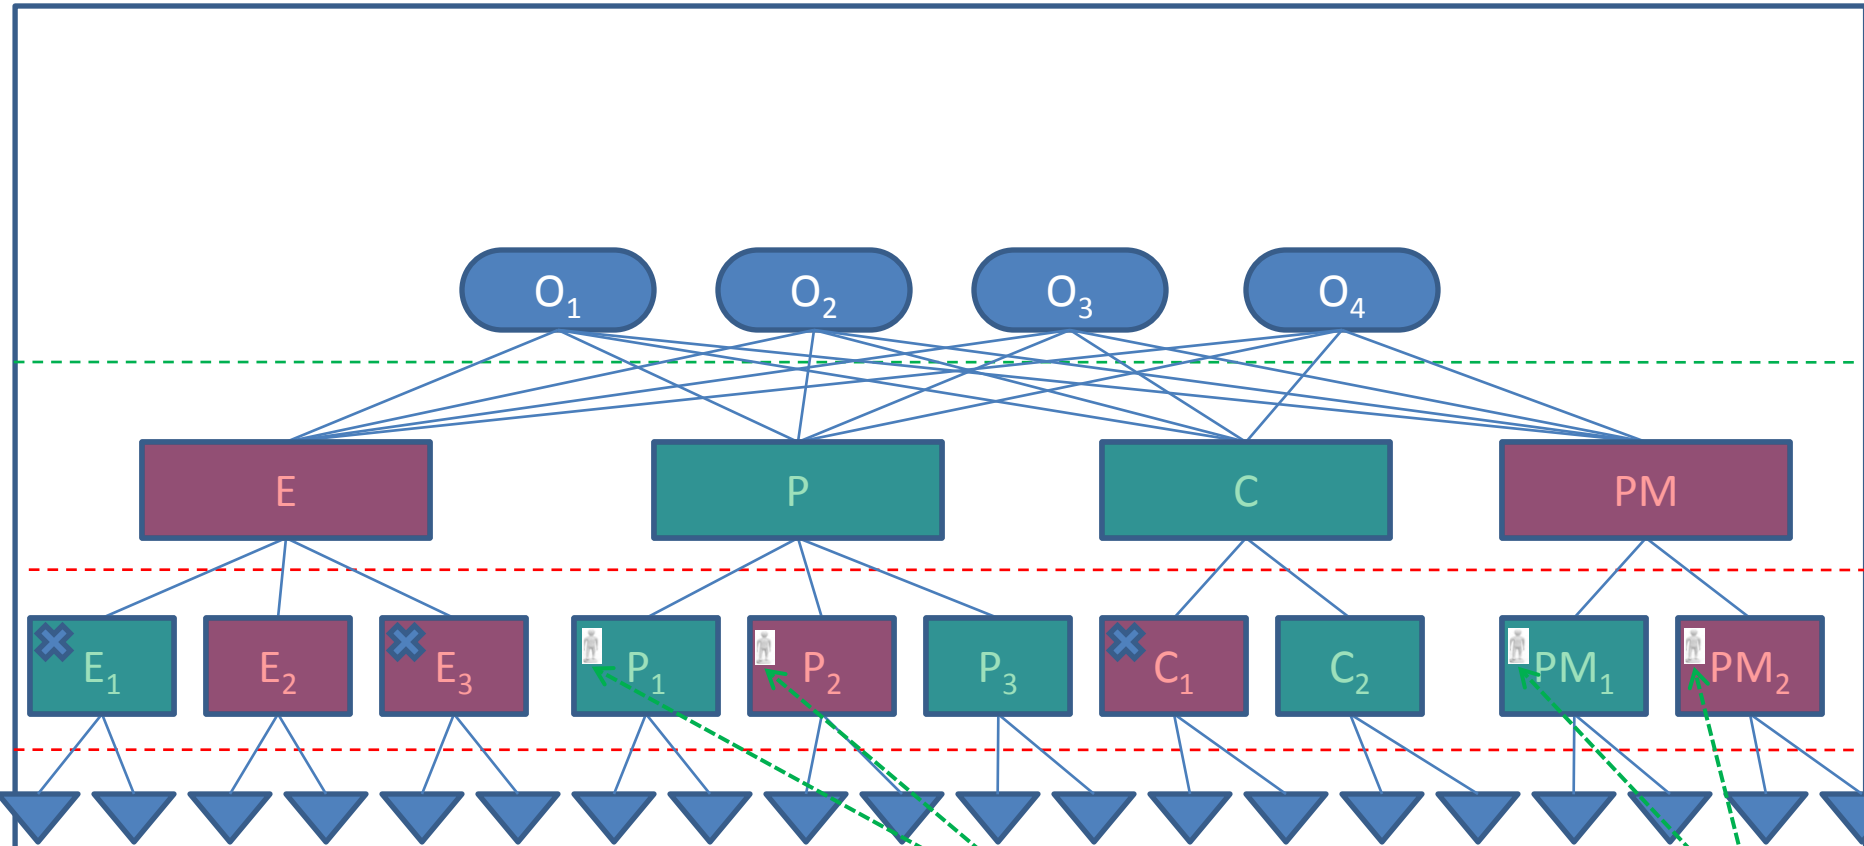 O₁ O₂ O₃ O₄
E P C PM
E₁ E₂ E₃ P₁ P₂ P₃ C₁ C₂ PM₁ PM₂